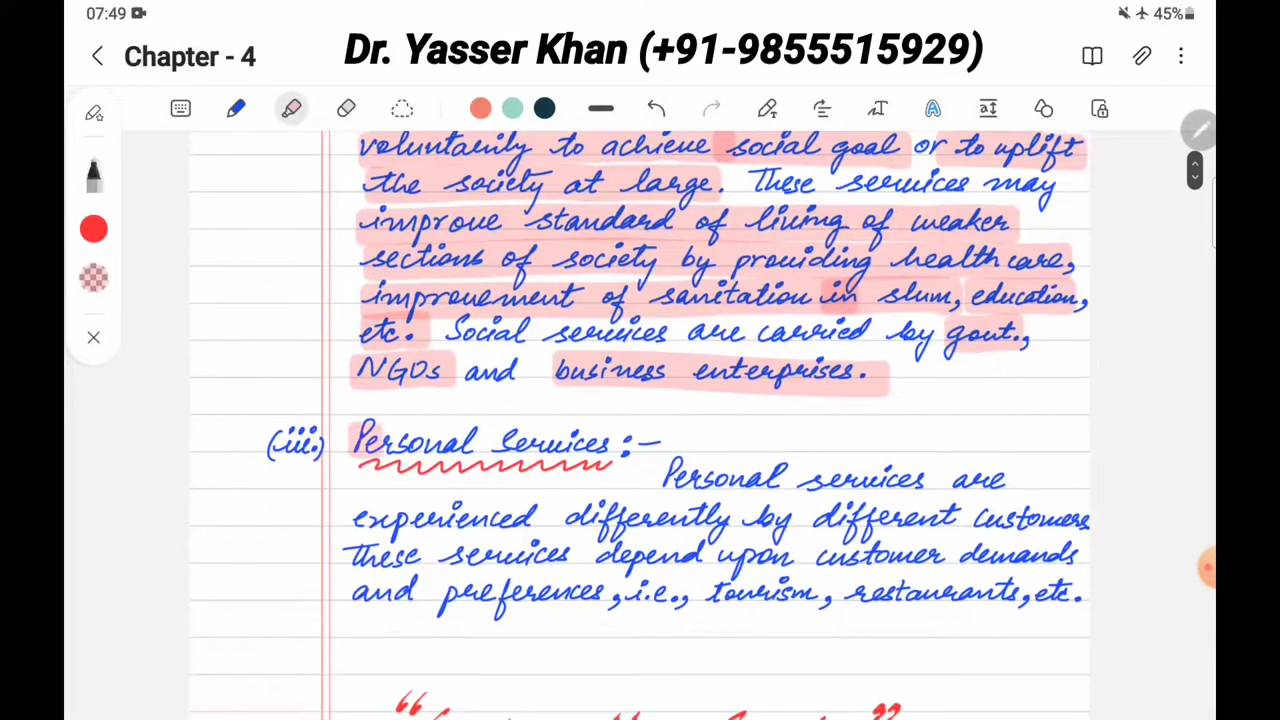 07:49
45%
Chapter - 4
Dr. Yasser Khan (+91-9855515929)
voluntarily to achieve social goal or to uplift
the society at large. These services may
improve standard of living of weaker
sections of society by providing healthcare,
improvement of sanitation in slum, education,
etc. Social services are carried by govt.,
NGOs and business enterprises.
(iii.) Personal Services :-
Personal services are
experienced differently by different customers
These services depend upon customer demands
and preferences, i.e., tourism, restaurants, etc.